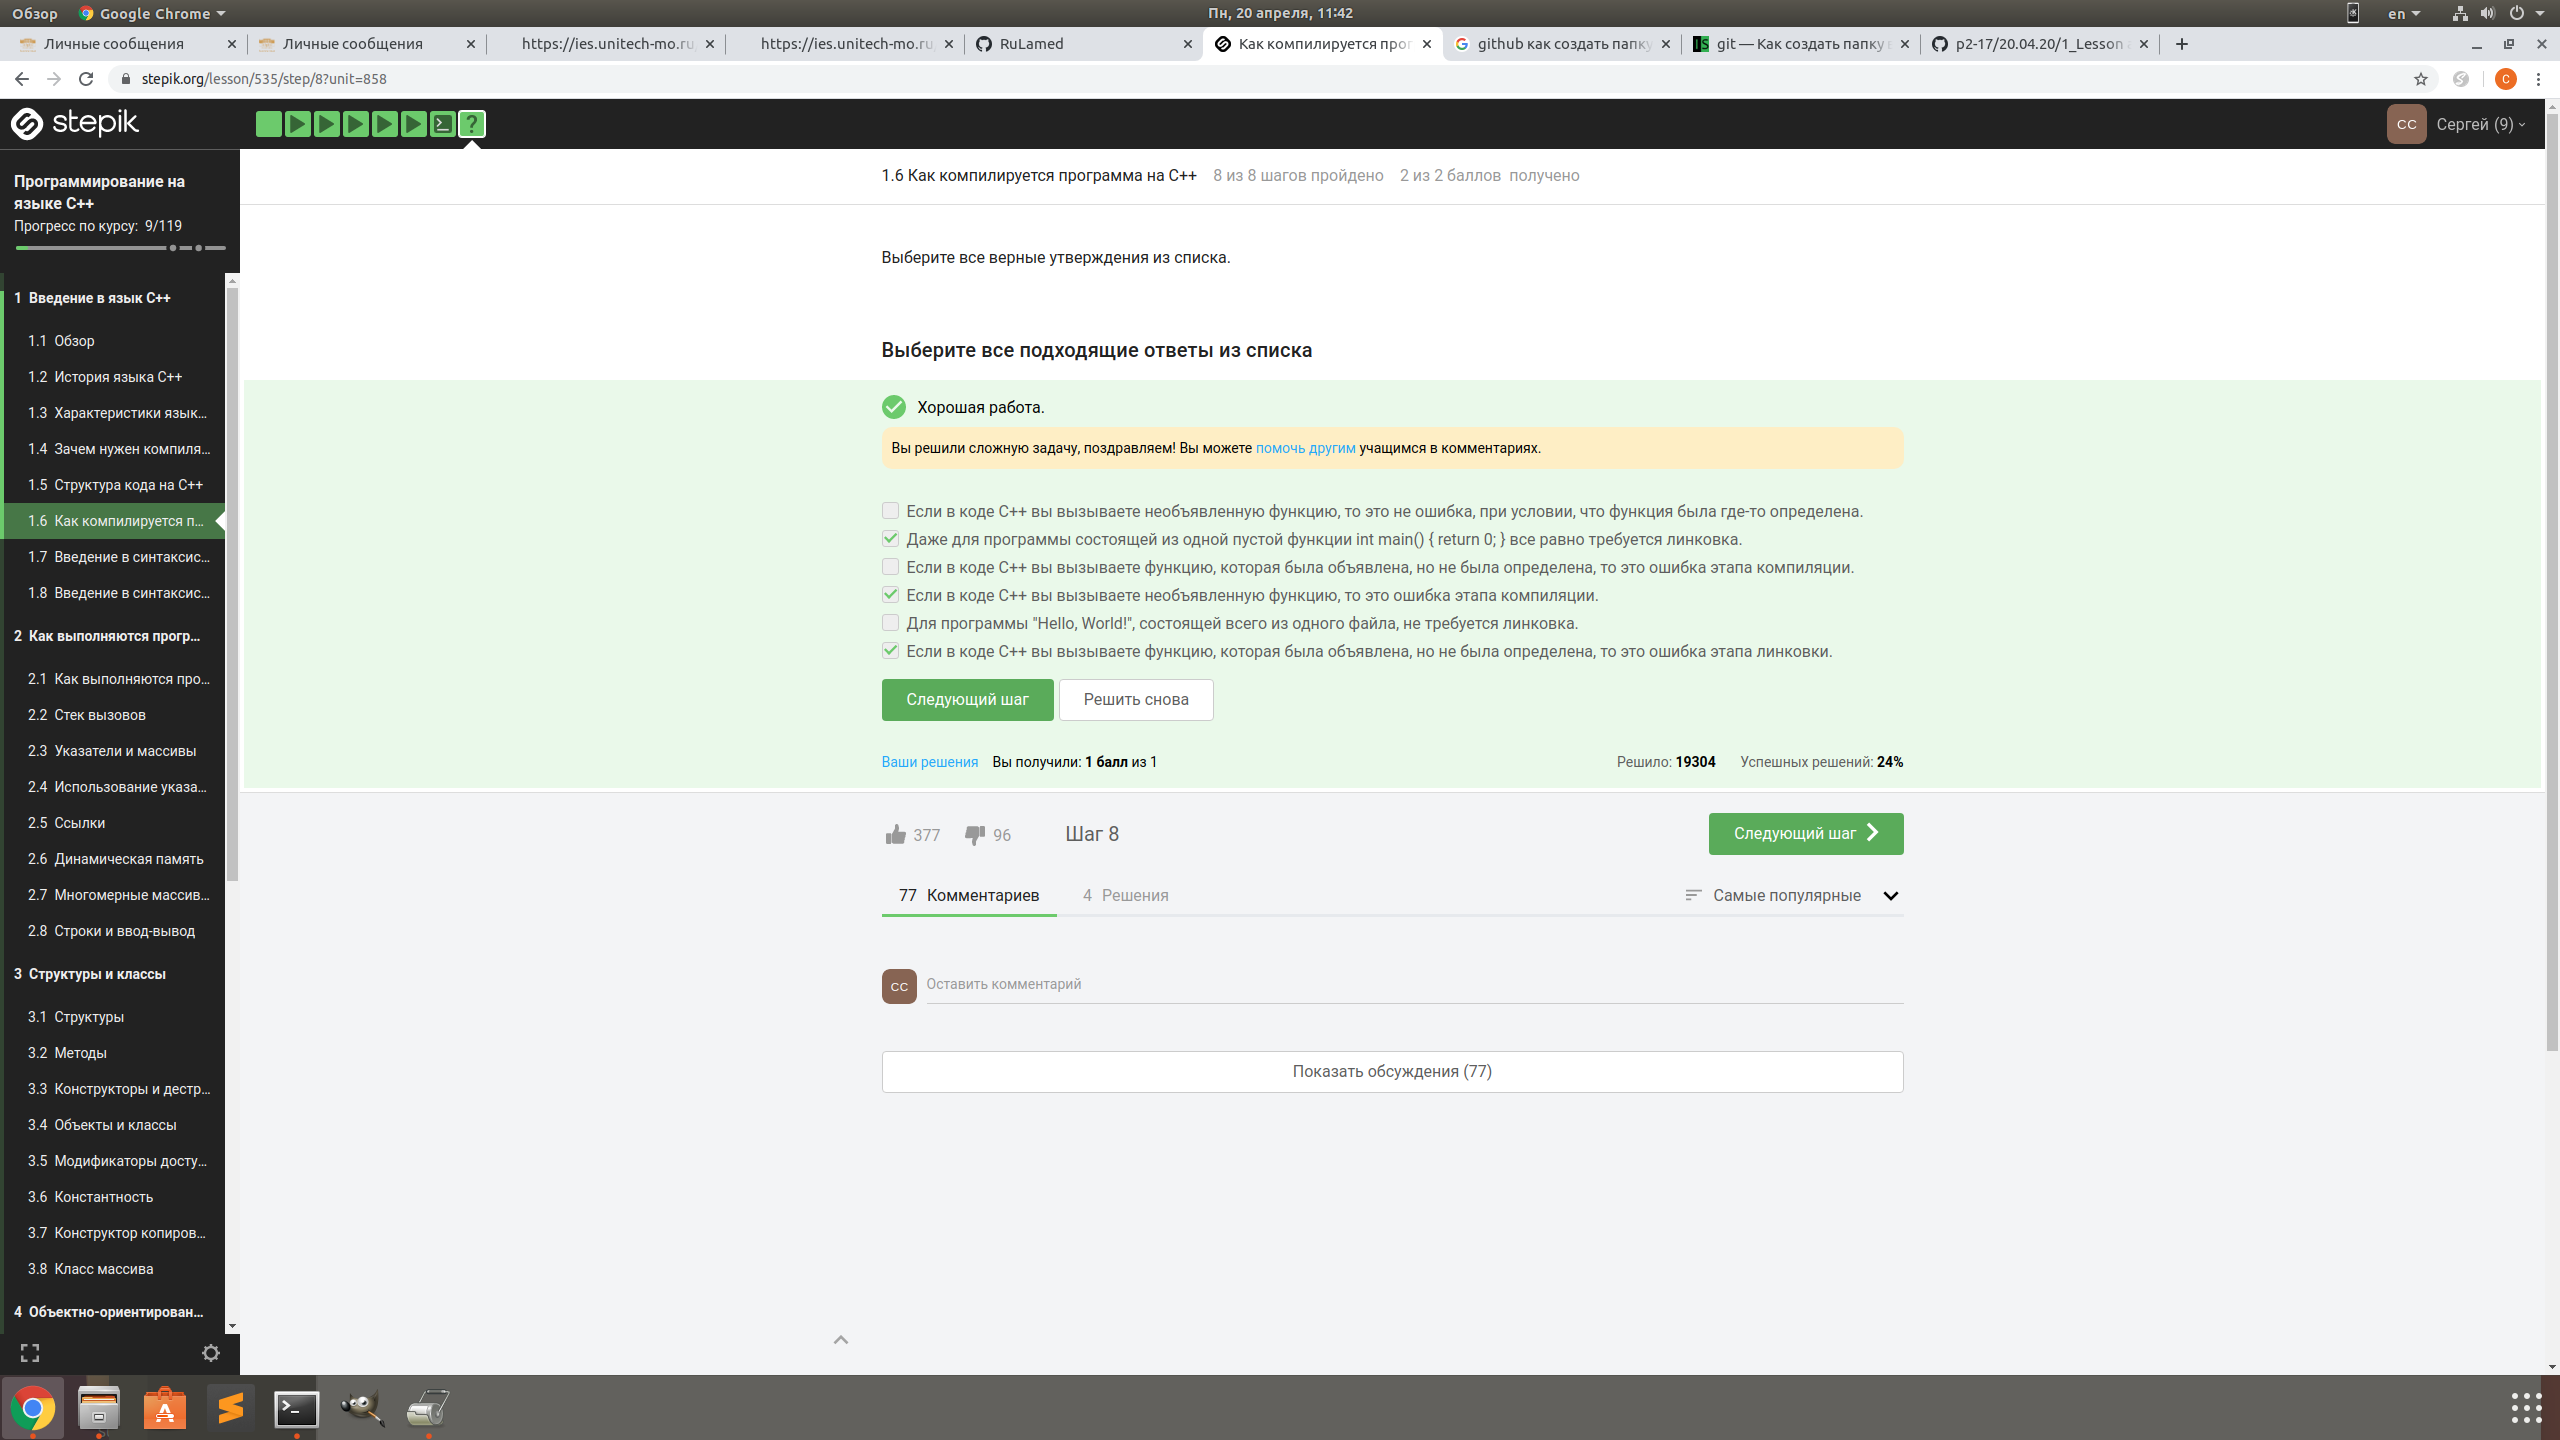 Обзор
Google Chrome
Пн, 20 апреля, 11:42
en
Личные сообщения
Личные сообщения
https://ies.unitech-mo.ru
https://ies.unitech-mo.ru
RuLamed
Как компилируется прог
github как создать папку
git — Как создать папку
p2-17/20.04.20/1_Lesson
stepik.org/lesson/535/step/8?unit=858
C
stepik
CC
Сергей (9)
Программирование на
языке C++
Прогресс по курсу: 9/119
1 Введение в язык C++
1.1 Обзор
1.2 История языка C++
1.3 Характеристики язык...
1.4 Зачем нужен компиля...
1.5 Структура кода на C++
1.6 Как компилируется п...
1.7 Введение в синтаксис...
1.8 Введение в синтаксис...
2 Как выполняются прогр...
2.1 Как выполняются про...
2.2 Стек вызовов
2.3 Указатели и массивы
2.4 Использование указа...
2.5 Ссылки
2.6 Динамическая память
2.7 Многомерные массив...
2.8 Строки и ввод-вывод
3 Структуры и классы
3.1 Структуры
3.2 Методы
3.3 Конструкторы и дестр...
3.4 Объекты и классы
3.5 Модификаторы досту...
3.6 Константность
3.7 Конструктор копиров...
3.8 Класс массива
4 Объектно-ориентирован...
1.6 Как компилируется программа на C++ 8 из 8 шагов пройдено 2 из 2 баллов получено
Выберите все верные утверждения из списка.
Выберите все подходящие ответы из списка
Хорошая работа.
Вы решили сложную задачу, поздравляем! Вы можете помочь другим учащимся в комментариях.
Если в коде C++ вы вызываете необъявленную функцию, то это не ошибка, при условии, что функция была где-то определена.
Даже для программы состоящей из одной пустой функции int main() { return 0; } все равно требуется линковка.
Если в коде C++ вы вызываете функцию, которая была объявлена, но не была определена, то это ошибка этапа компиляции.
Если в коде C++ вы вызываете необъявленную функцию, то это ошибка этапа компиляции.
Для программы "Hello, World!", состоящей всего из одного файла, не требуется линковка.
Если в коде C++ вы вызываете функцию, которая была объявлена, но не была определена, то это ошибка этапа линковки.
Следующий шаг
Решить снова
Ваши решения Вы получили: 1 балл из 1
Решило: 19304 Успешных решений: 24%
377
96
Шаг 8
Следующий шаг
77 Комментариев
4 Решения
Самые популярные
CC
Оставить комментарий
Показать обсуждения (77)